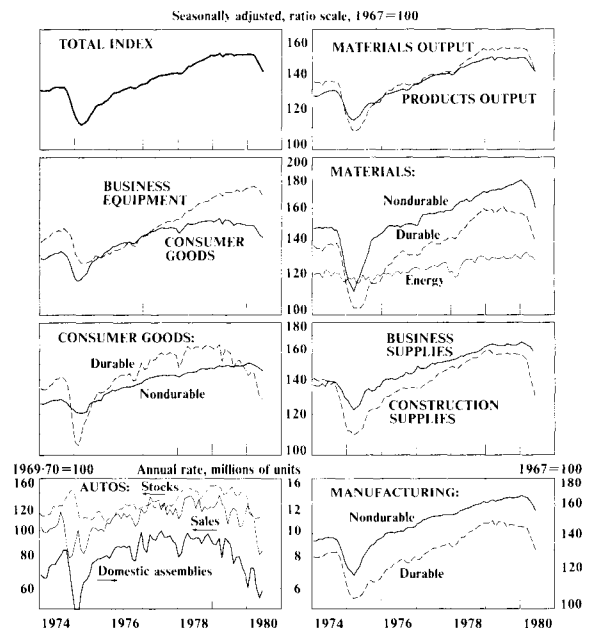 Seasonally adjusted, ratio scale, 1967=100
TOTAL INDEX
160
140
120
100
MATERIALS OUTPUT
PRODUCTS OUTPUT
BUSINESS
EQUIPMENT
CONSUMER
GOODS
200
180
160
140
120
100
MATERIALS:
Nondurable
Durable
Energy
CONSUMER GOODS:
Durable
Nondurable
180
160
140
120
100
BUSINESS
SUPPLIES
CONSTRUCTION
SUPPLIES
1969-70=100
Annual rate, millions of units
1967=100
160
120
100
80
60
AUTOS:
Stocks
Sales
Domestic assemblies
16
12
10
8
6
MANUFACTURING:
Nondurable
Durable
180
160
140
120
100
1974 1976 1978 1980
1974 1976 1978 1980